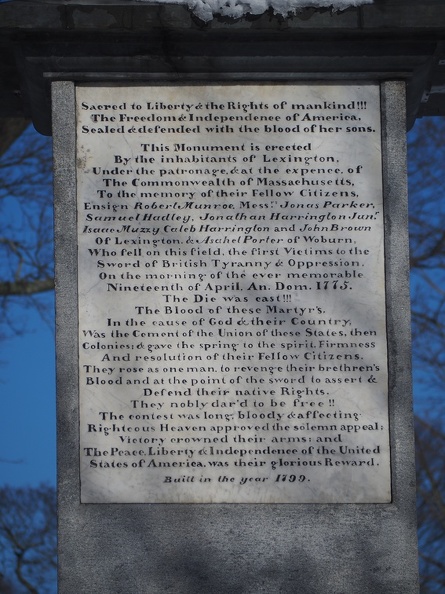 Sacred to Liberty & the Rights of mankind!!!
The Freedom & Independence of America,
Sealed & defended with the blood of her sons,
This Monument is erected
By the inhabitants of Lexington,
Under the patronage, & at the expence, of
The Commonwealth of Massachusetts,
To the memory of their Fellow Citizens,
Ensign Robert Munroe, Messrs. Jonas Parker,
Samuel Hadley, Jonathan Harrington Junr.
Isaac Muzzy Caleb Harrington and John Brown
Of Lexington, & Asahel Porter of Woburn,
Who fell on this field, the first Victims to the
Sword of British Tyranny & Oppression,
On the morning of the ever memorable
Nineteenth of April, An. Dom. 1775.
The Die was cast!!!
The Blood of these Martyr's,
In the cause of God & their Country,
Was the Cement of the Union of these States, then
Colonies; & gave the spring to the spirit, Firmness
And resolution of their Fellow Citizens.
They rose as one man, to revenge their brethren's
Blood and at the point of the sword to assert &
Defend their native Rights.
They nobly dar'd to be free!!
The contest was long, bloody & affecting
Righteous Heaven approved the solemn appeal;
Victory crowned their arms; and
The Peace, Liberty & Independence of the United
States of America, was their glorious Reward.
Built in the year 1799.